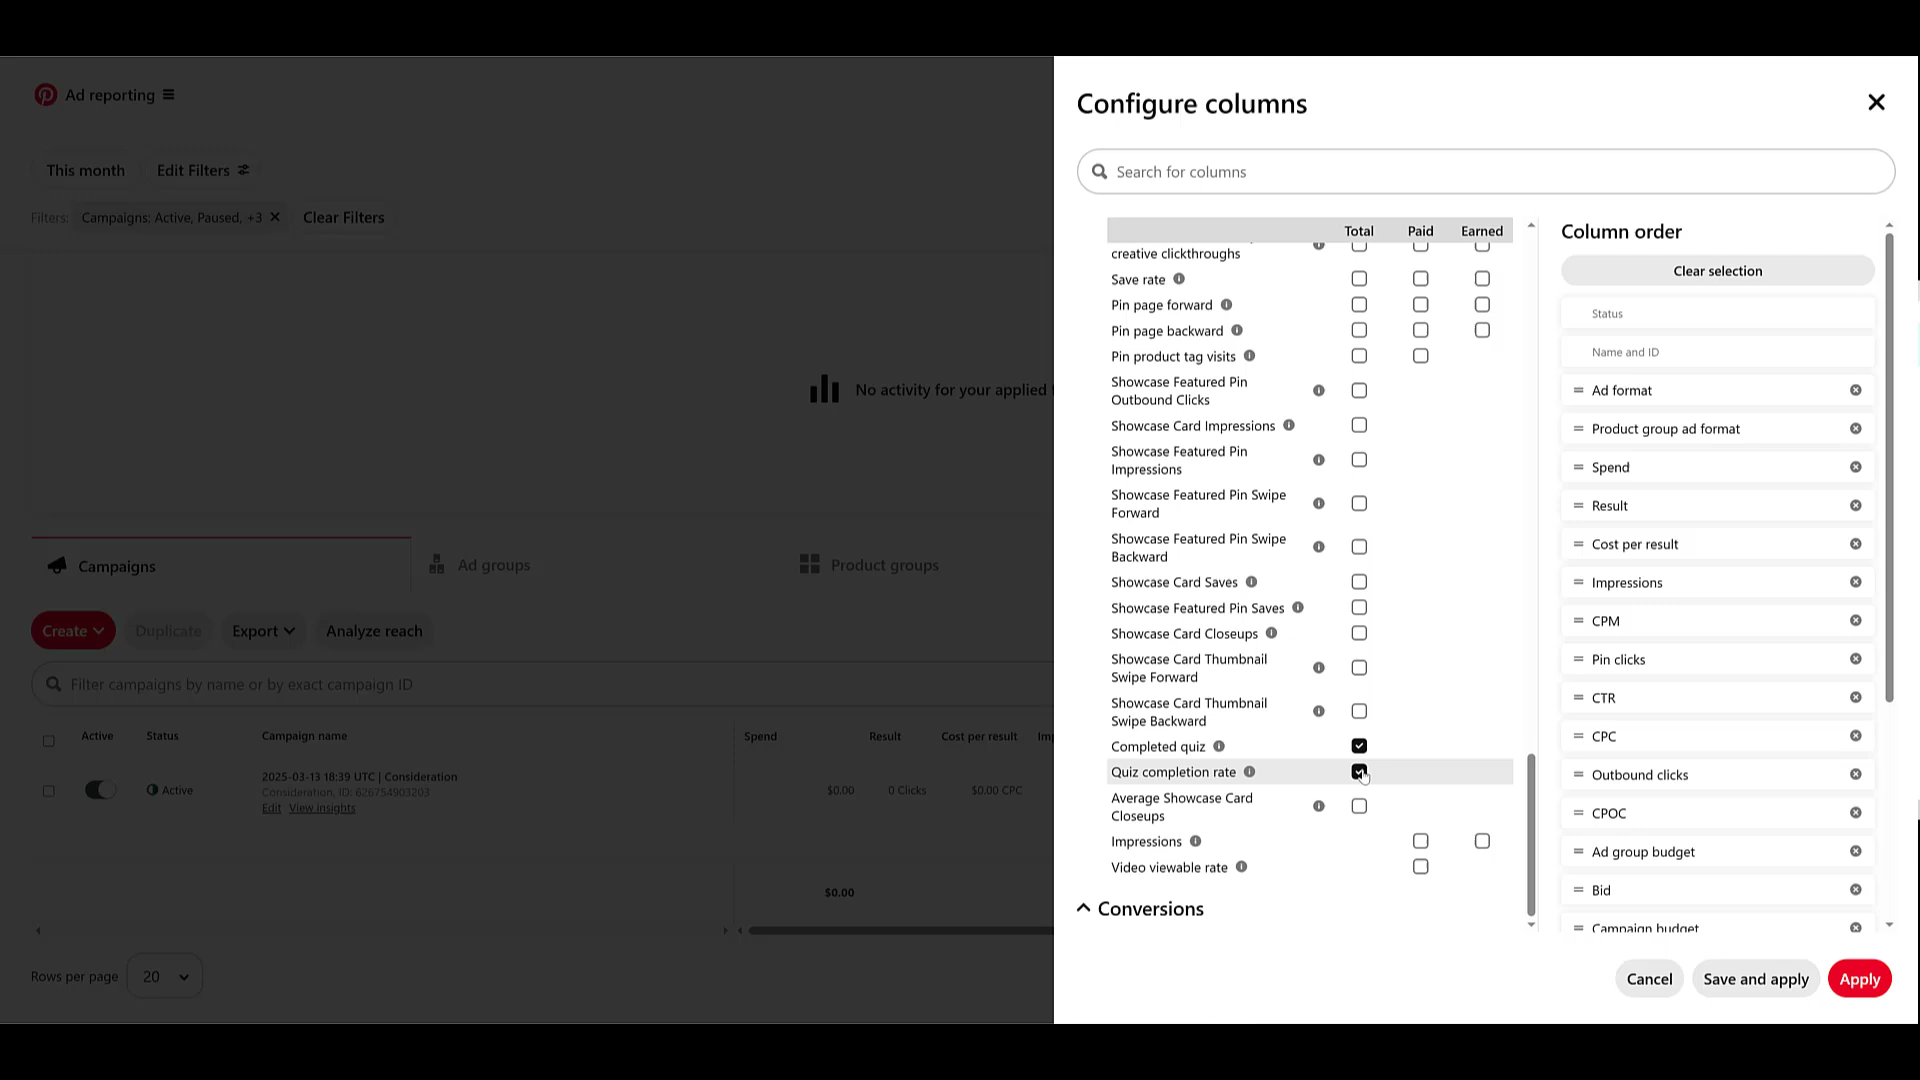 Ad reporting
This month
Edit Filters
Filters:
Campaigns: Active, Paused, +3
Clear Filters
No activity for your applied
Campaigns
Ad groups
Product groups
Create
Duplicate
Export
Analyze reach
Filter campaigns by name or by exact campaign ID
Active
Status
Campaign name
Spend
Result
Cost per result
2025-03-13 18:39 UTC | Consideration
Consideration, ID: 626754903203
Edit
View insights
Active
$0.00
0 Clicks
$0.00 CPC
$0.00
Rows per page
20
Configure columns
Search for columns
Total
Paid
Earned
creative clickthroughs
Save rate
Pin page forward
Pin page backward
Pin product tag visits
Showcase Featured Pin
Outbound Clicks
Showcase Card Impressions
Showcase Featured Pin
Impressions
Showcase Featured Pin Swipe
Forward
Showcase Featured Pin Swipe
Backward
Showcase Card Saves
Showcase Featured Pin Saves
Showcase Card Closeups
Showcase Card Thumbnail
Swipe Forward
Showcase Card Thumbnail
Swipe Backward
Completed quiz
Quiz completion rate
Average Showcase Card
Closeups
Impressions
Video viewable rate
Conversions
Column order
Clear selection
Status
Name and ID
Ad format
Product group ad format
Spend
Result
Cost per result
Impressions
CPM
Pin clicks
CTR
CPC
Outbound clicks
CPOC
Ad group budget
Bid
Campaign budget
Cancel
Save and apply
Apply